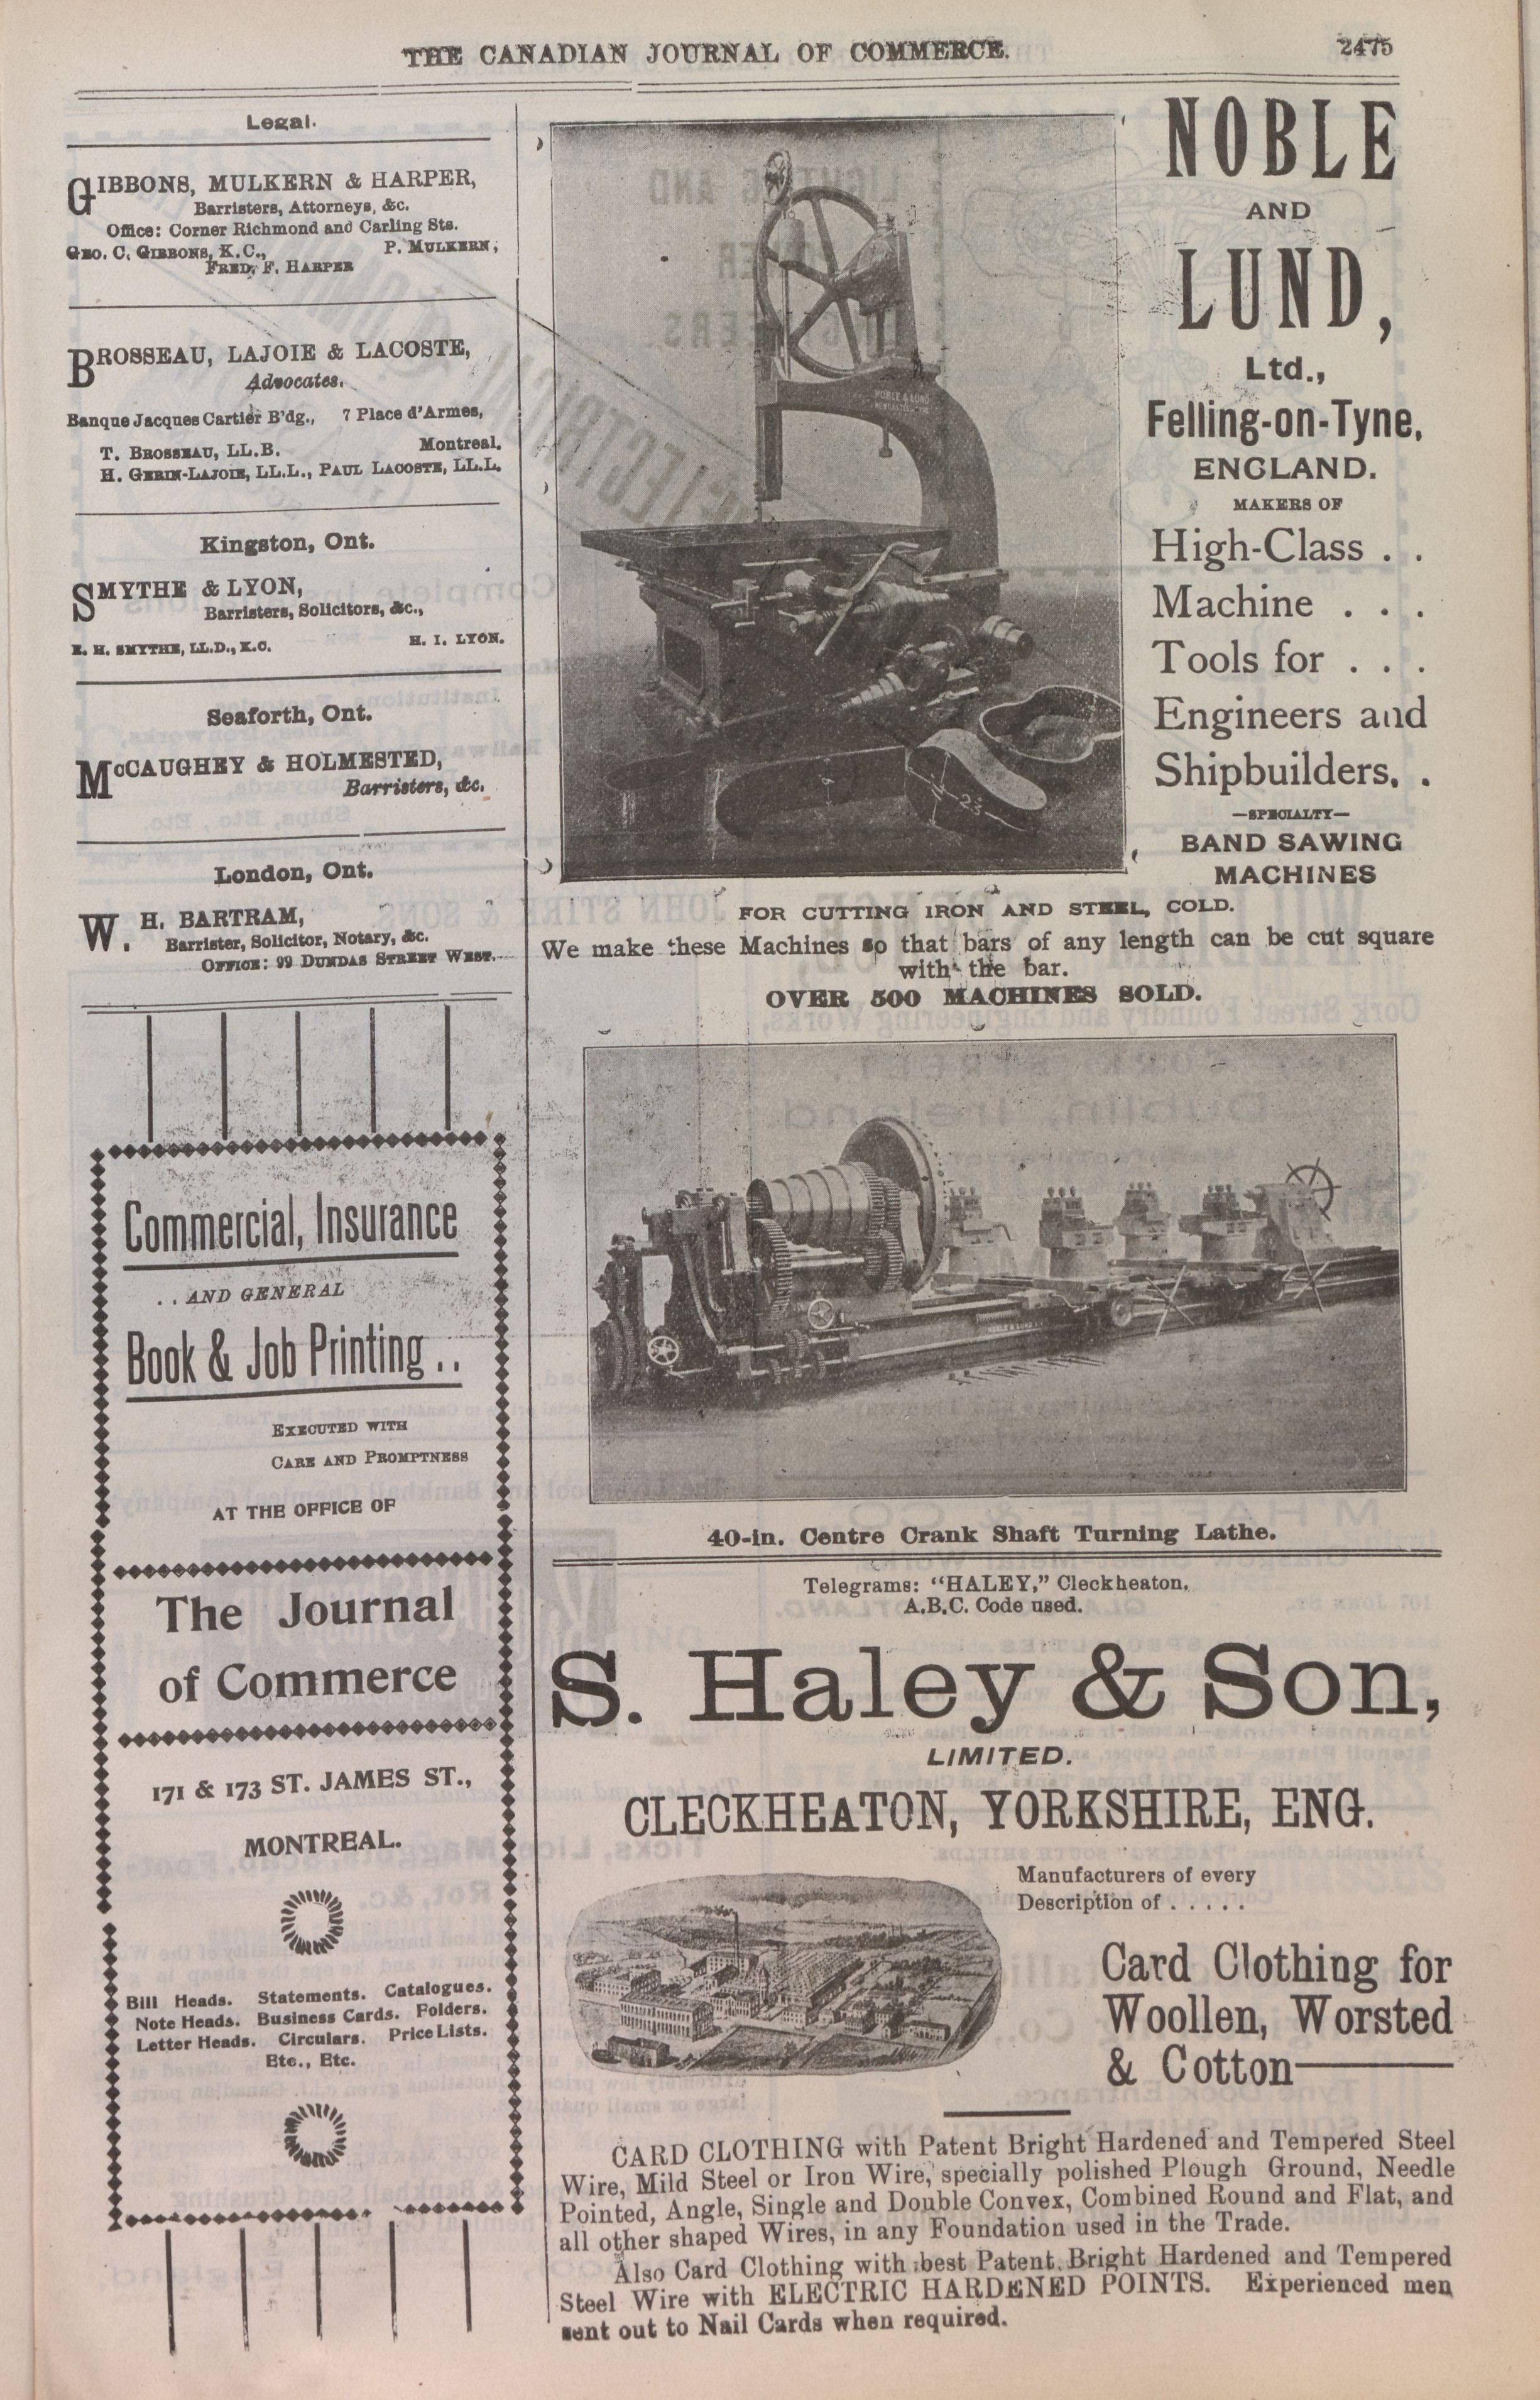 THE CANADIAN JOURNAL OF COMMERCE.
2475
Legal.
GIBBONS, MULKERN & HARPER,
Barristers, Attorneys, &c.
Office: Corner Richmond and Carling Sts.
GEO. C. GIBBONS, K.C., P. MULKERN,
FRED. F. HARPER
BROSSEAU, LAJOIE & LACOSTE,
Advocates.
Banque Jacques Cartier B'dg., 7 Place d'Armes,
T. BROSSEAU, LL.B. Montreal.
H. GERIN-LAJOIE, LL.L., PAUL LACOSTE, LL.L.
Kingston, Ont.
SMYTHE & LYON,
Barristers, Solicitors, &c.,
E. H. SMYTHE, LL.D., K.C. H. I. LYON.
Seaforth, Ont.
McCAUGHEY & HOLMESTED,
Barristers, &c.
London, Ont.
W. H. BARTRAM,
Barrister, Solicitor, Notary, &c.
OFFICE: 99 DUNDAS STREET WEST.
Commercial, Insurance
. . AND GENERAL
Book & Job Printing . .
EXECUTED WITH
CARE AND PROMPTNESS
AT THE OFFICE OF
The Journal
of Commerce
171 & 173 ST. JAMES ST.,
MONTREAL.
Bill Heads. Statements. Catalogues.
Note Heads. Business Cards. Folders.
Letter Heads. Circulars. Price Lists.
Etc., Etc.
NOBLE
AND
LUND,
Ltd.,
Felling-on-Tyne,
ENGLAND.
MAKERS OF
High-Class . .
Machine . . .
Tools for . . .
Engineers and
Shipbuilders. .
—SPECIALTY—
BAND SAWING
MACHINES
NOBLE & LUND
FOR CUTTING IRON AND STEEL, COLD.
We make these Machines so that bars of any length can be cut square
with the bar.
OVER 500 MACHINES SOLD.
40-in. Centre Crank Shaft Turning Lathe.
Telegrams: "HALEY," Cleckheaton.
A.B.C. Code used.
S. Haley & Son,
LIMITED.
CLECKHEATON, YORKSHIRE, ENG.
Manufacturers of every
Description of . . . . .
Card Clothing for
Woollen, Worsted
& Cotton—
CARD CLOTHING with Patent Bright Hardened and Tempered Steel
Wire, Mild Steel or Iron Wire, specially polished Plough Ground, Needle
Pointed, Angle, Single and Double Convex, Combined Round and Flat, and
all other shaped Wires, in any Foundation used in the Trade.
Also Card Clothing with best Patent Bright Hardened and Tempered
Steel Wire with ELECTRIC HARDENED POINTS. Experienced men
sent out to Nail Cards when required.